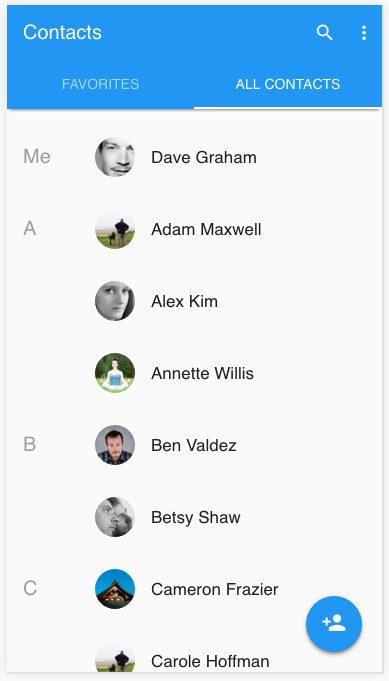 Contacts
FAVORITES
ALL CONTACTS
Me
Dave Graham
A
Adam Maxwell
Alex Kim
Annette Willis
B
Ben Valdez
Betsy Shaw
C
Cameron Frazier
Carole Hoffman